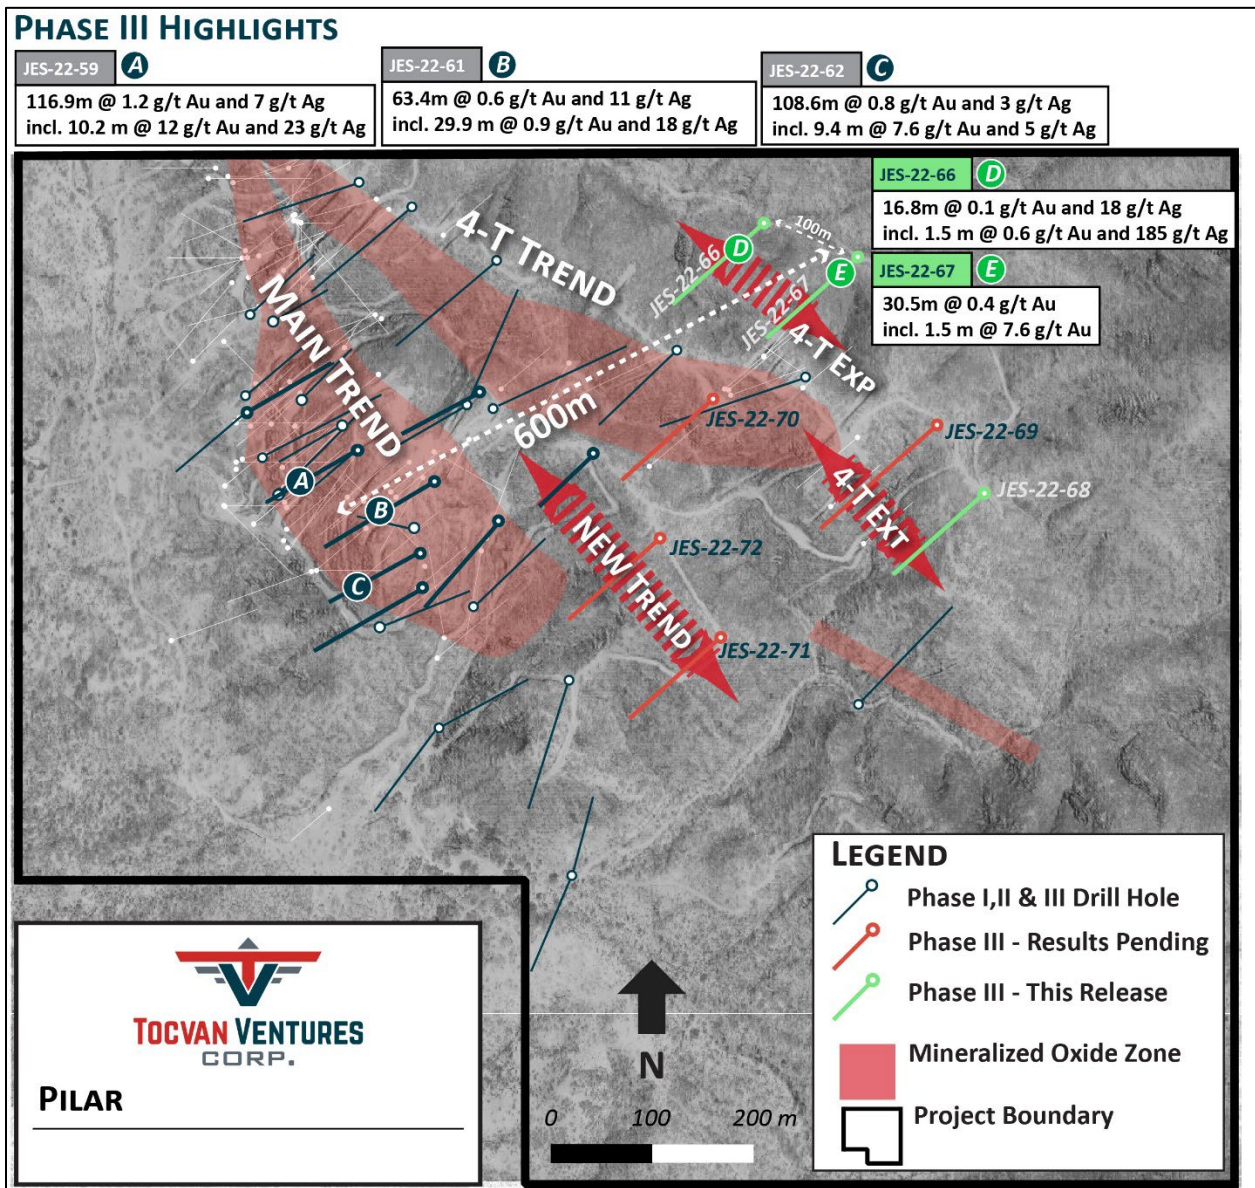 PHASE III HIGHLIGHTS
JES-22-59 A
116.9m @ 1.2 g/t Au and 7 g/t Ag
incl. 10.2 m @ 12 g/t Au and 23 g/t Ag
JES-22-61 B
63.4m @ 0.6 g/t Au and 11 g/t Ag
incl. 29.9 m @ 0.9 g/t Au and 18 g/t Ag
JES-22-62 C
108.6m @ 0.8 g/t Au and 3 g/t Ag
incl. 9.4 m @ 7.6 g/t Au and 5 g/t Ag
JES-22-66 D
16.8m @ 0.1 g/t Au and 18 g/t Ag
incl. 1.5 m @ 0.6 g/t Au and 185 g/t Ag
JES-22-67 E
30.5m @ 0.4 g/t Au
incl. 1.5 m @ 7.6 g/t Au
4-T TREND
MAIN TREND
100m
D
E
JES-22-66
JES-22-67
4-T EXP
600m
JES-22-70
JES-22-69
A
B
C
4-T EXT
JES-22-68
NEW TREND
JES-22-72
JES-22-71
LEGEND
Phase I,II & III Drill Hole
Phase III - Results Pending
Phase III - This Release
Mineralized Oxide Zone
Project Boundary
TOCVAN VENTURES
CORP.
PILAR
N
0 100 200 m